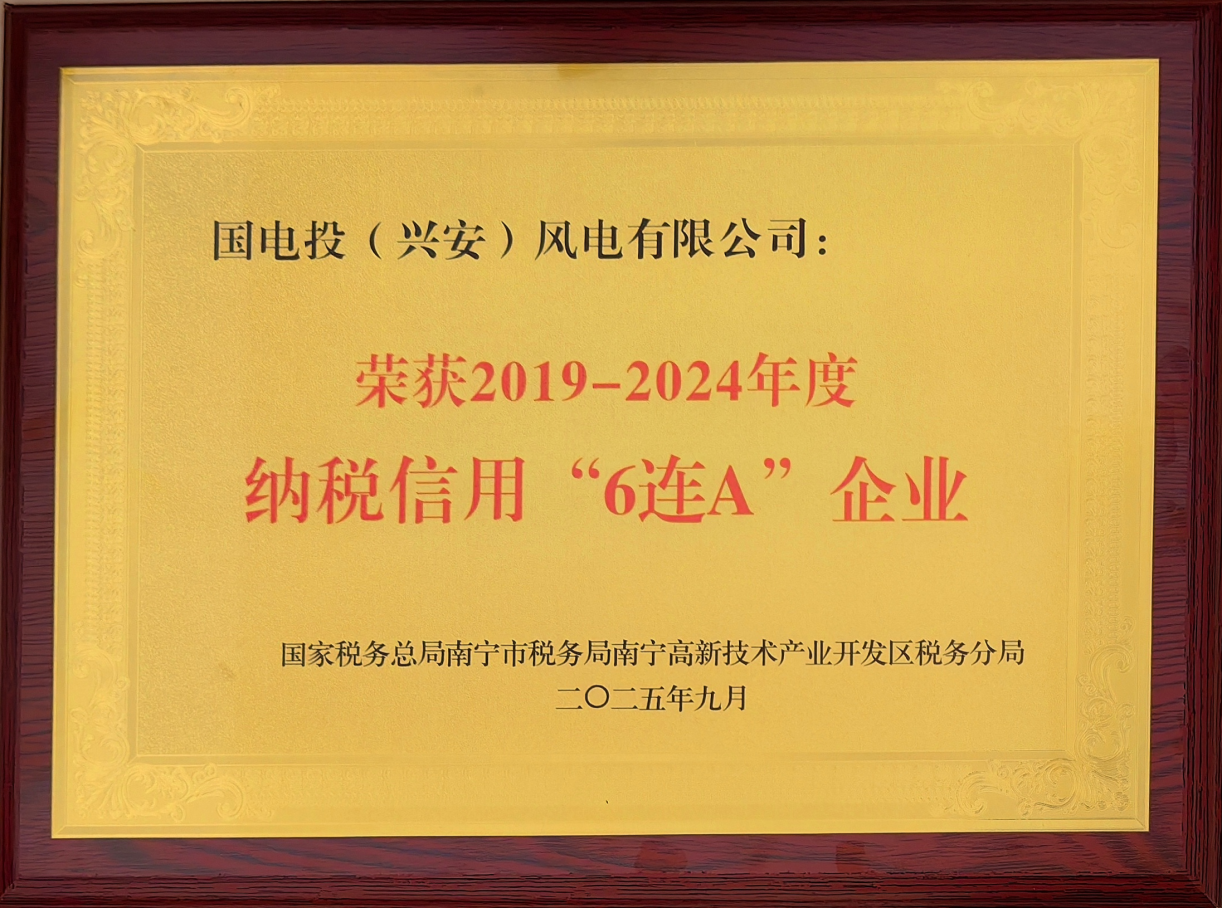 国电投（兴安）风电有限公司：
荣获2019-2024年度
纳税信用“6连A”企业
国家税务总局南宁市税务局南宁高新技术产业开发区税务分局
二〇二五年九月